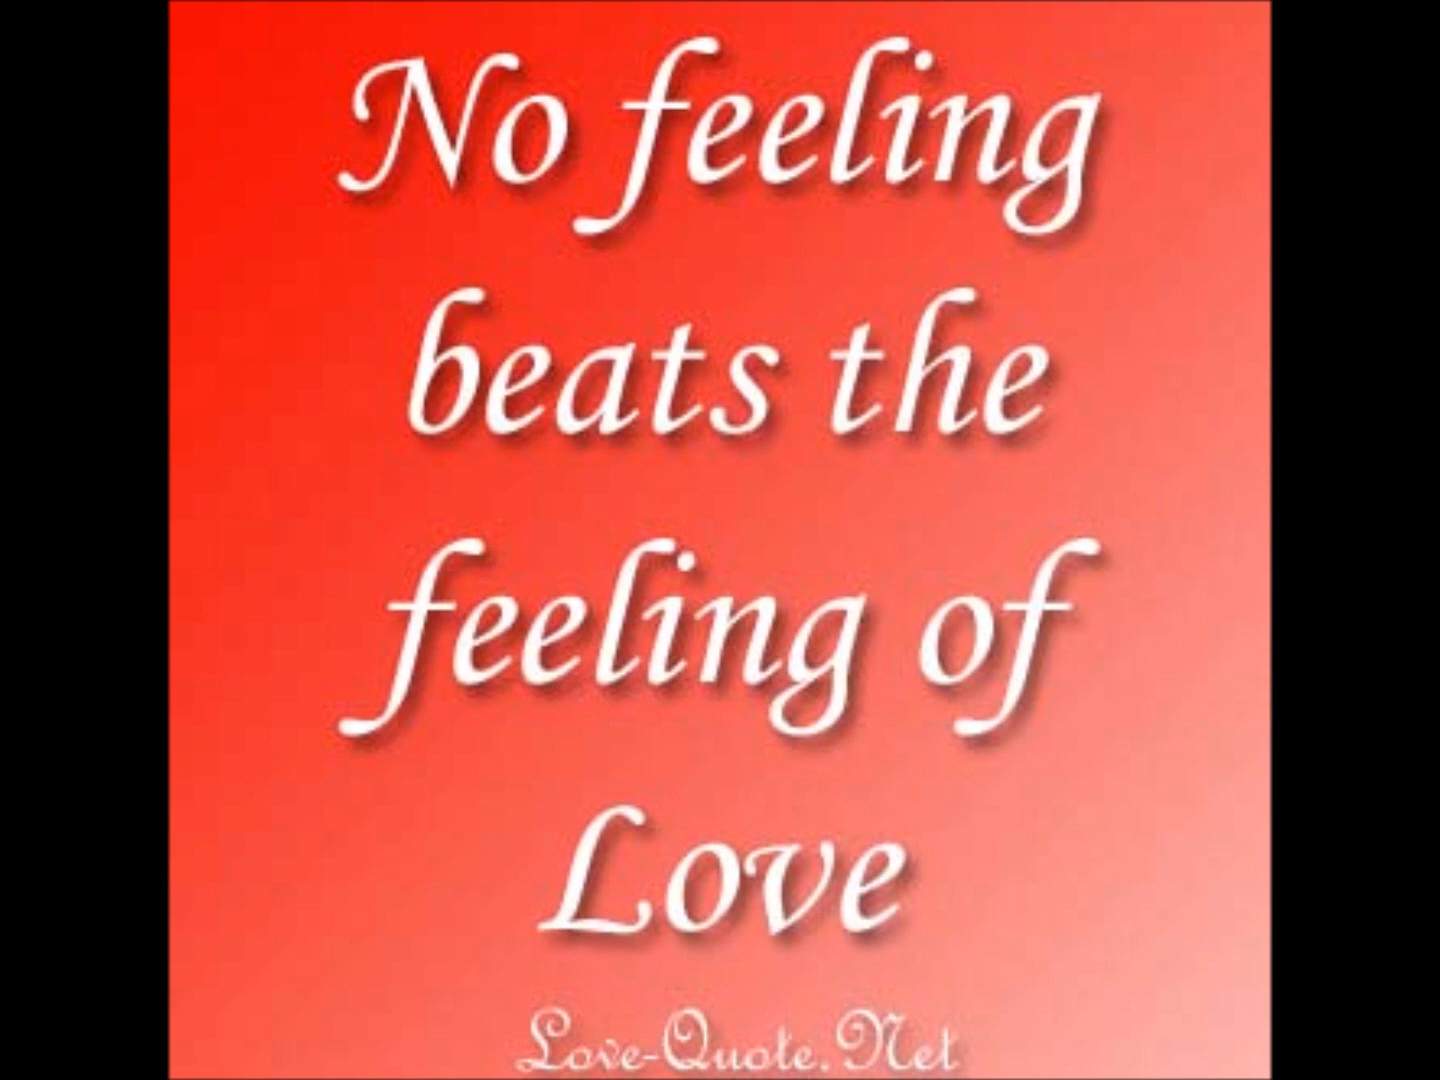 No feeling
beats the
feeling of
Love
Love-Quote.Net